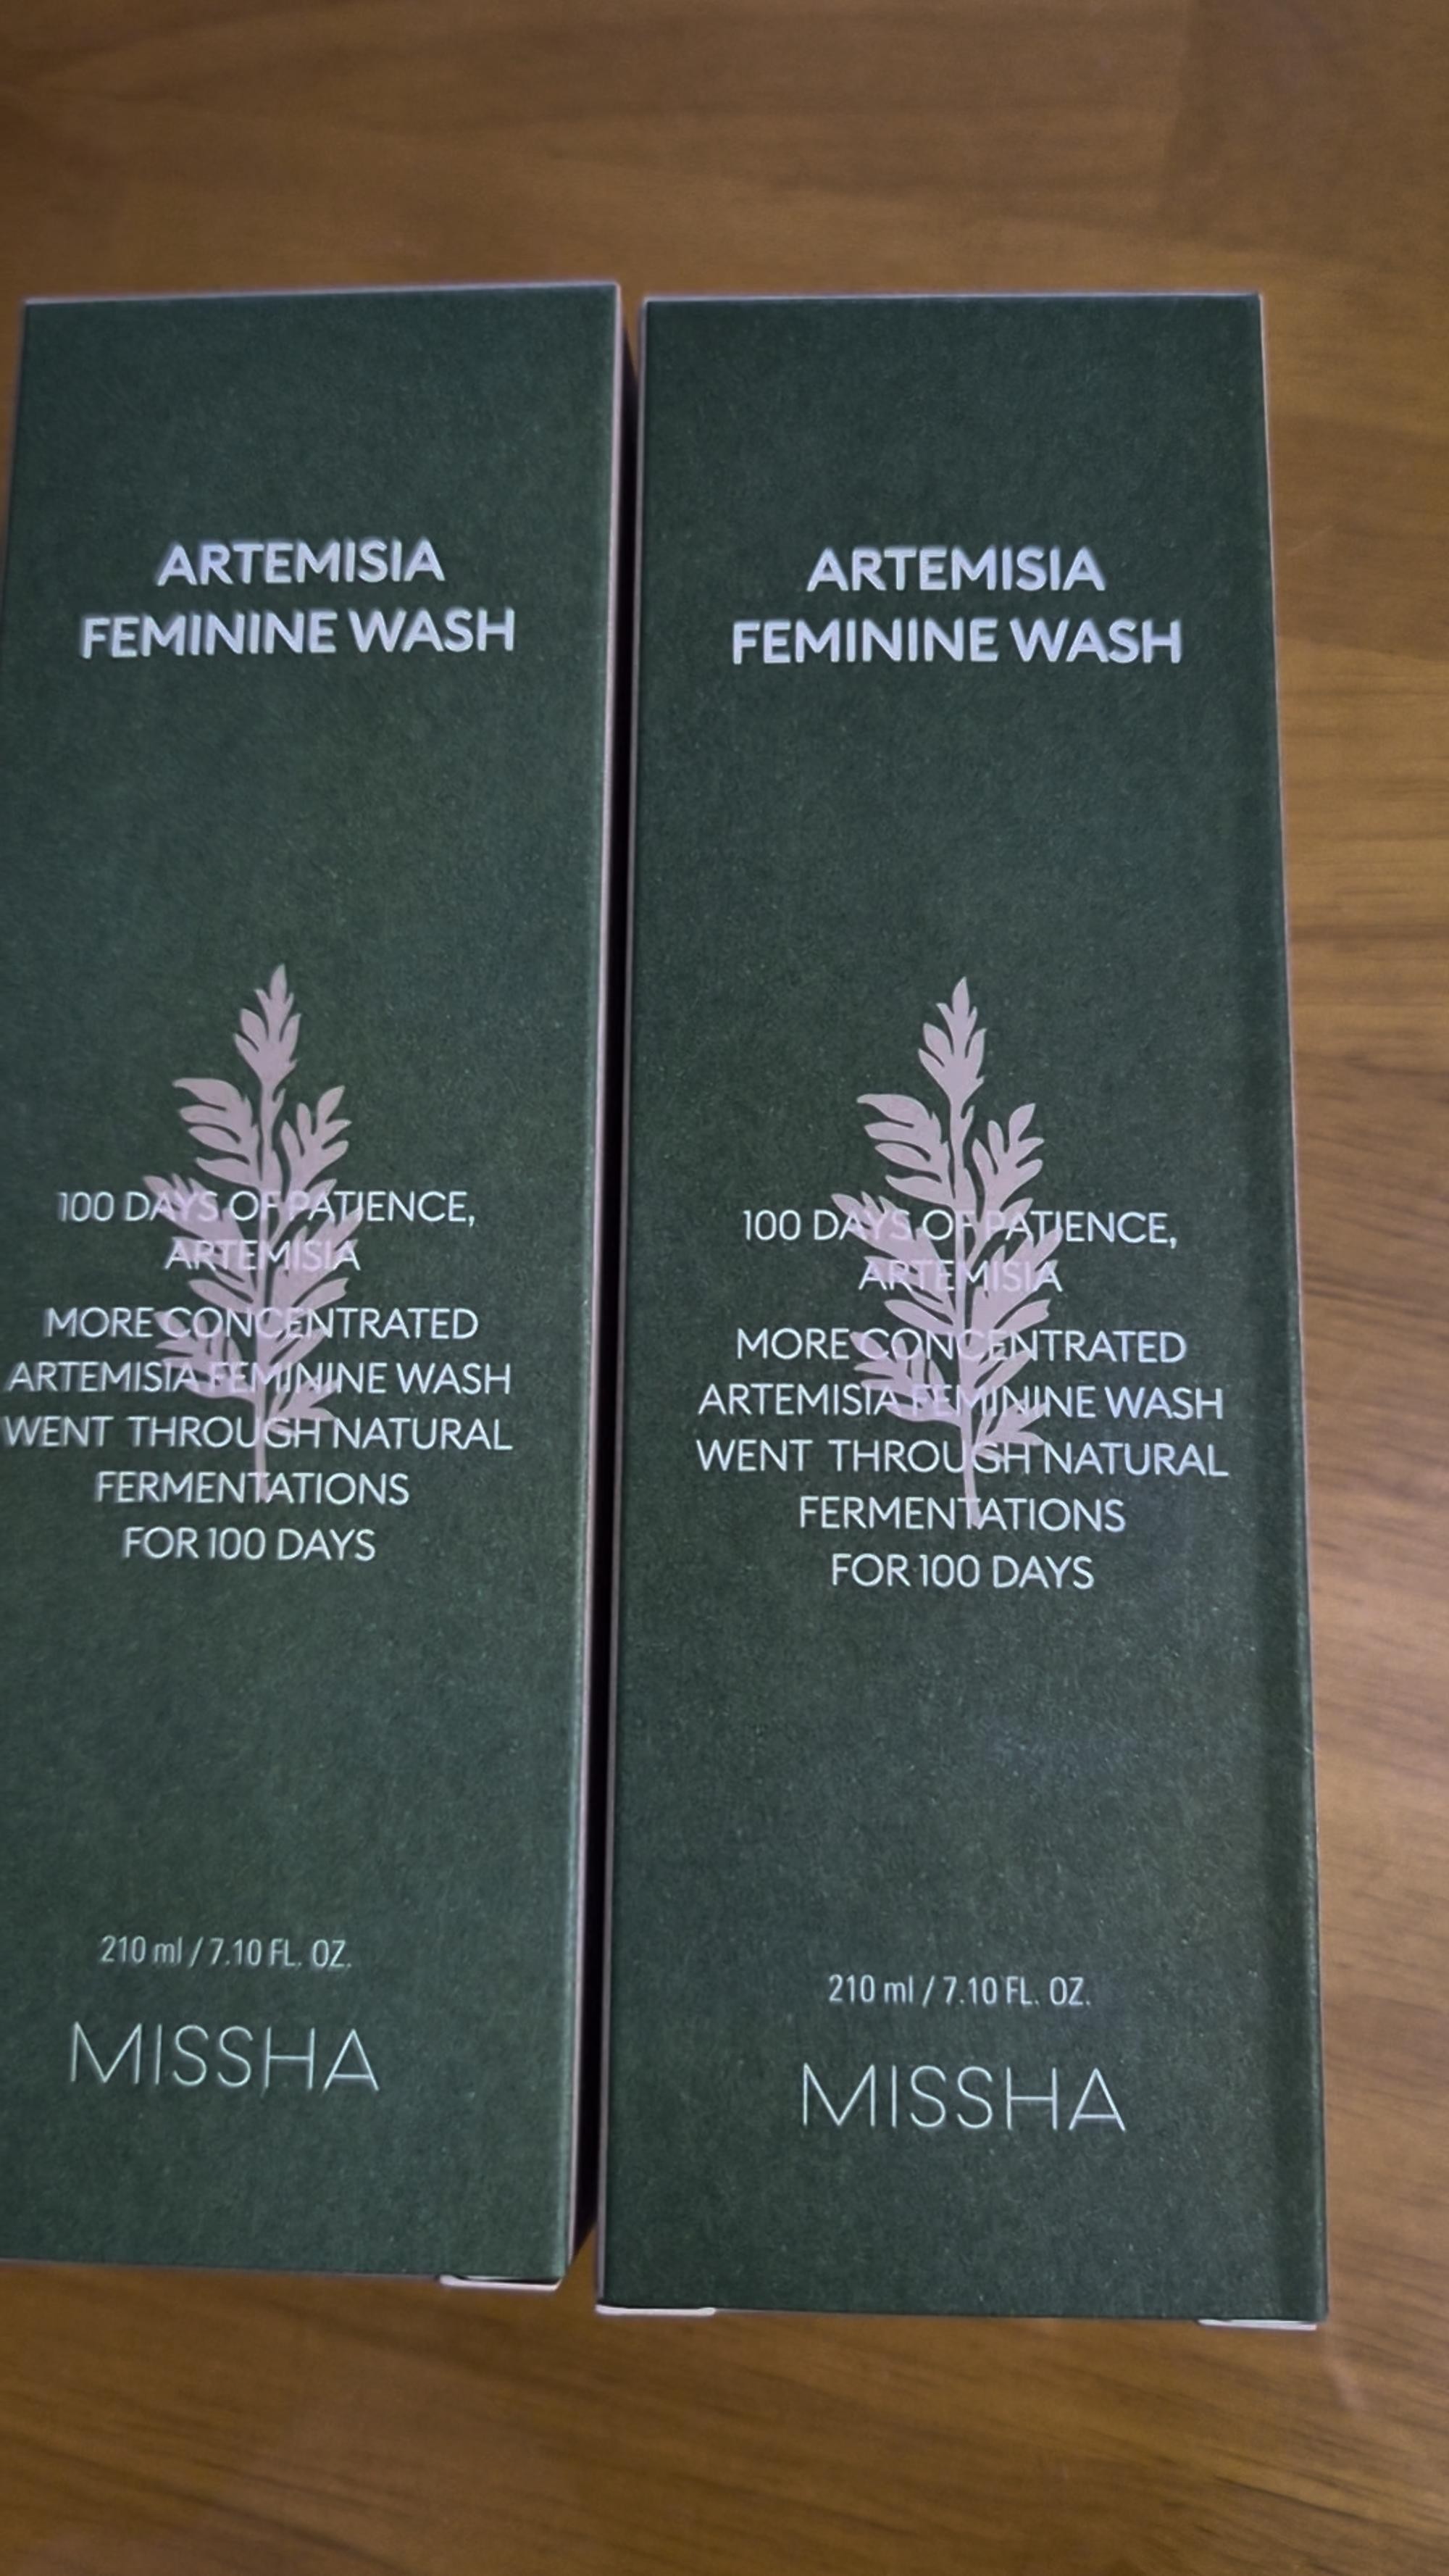 ARTEMISIA
FEMININE WASH
100 DAYS OF PATIENCE,
ARTEMISIA
MORE CONCENTRATED
ARTEMISIA FEMININE WASH
WENT THROUGH NATURAL
FERMENTATIONS
FOR 100 DAYS
210 ml / 7.10 FL. OZ.
MISSHA
ARTEMISIA
FEMININE WASH
100 DAYS OF PATIENCE,
ARTEMISIA
MORE CONCENTRATED
ARTEMISIA FEMININE WASH
WENT THROUGH NATURAL
FERMENTATIONS
FOR 100 DAYS
210 ml / 7.10 FL. OZ.
MISSHA